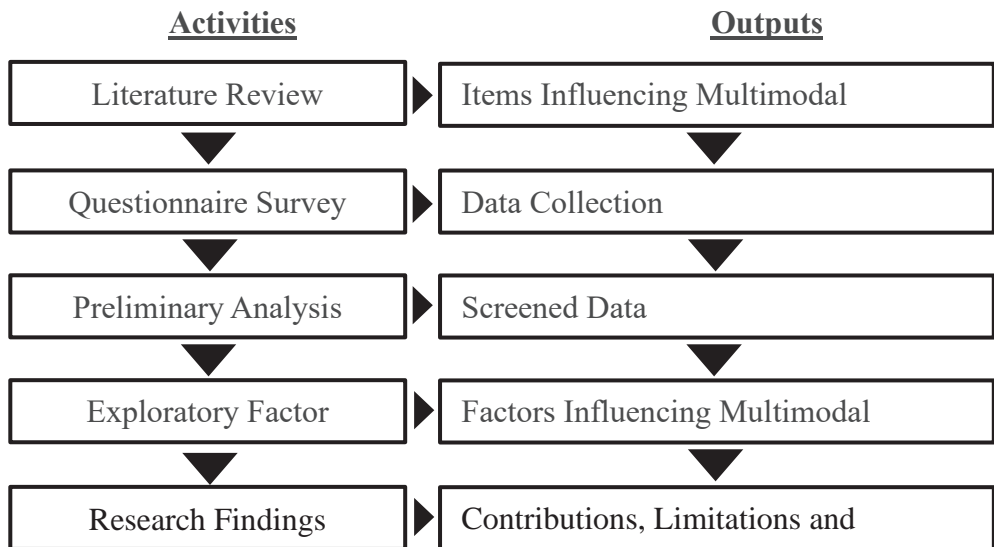 Activities
Outputs
Literature Review
Items Influencing Multimodal
Questionnaire Survey
Data Collection
Preliminary Analysis
Screened Data
Exploratory Factor
Factors Influencing Multimodal
Research Findings
Contributions, Limitations and